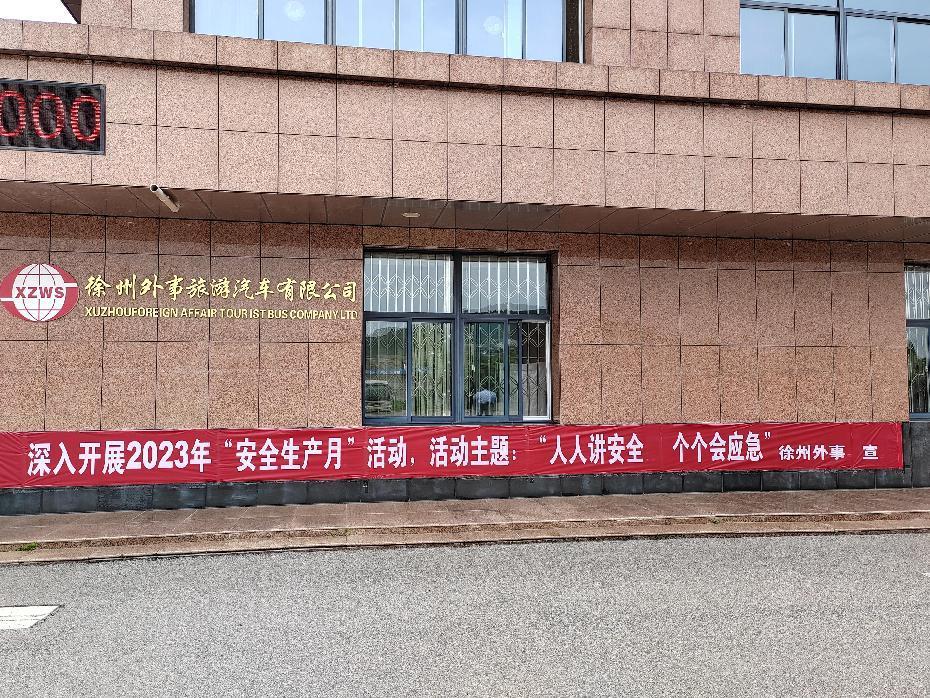 000
XZWS
徐州外事旅游汽车有限公司
XUZHOUFOREIGN AFFAIR TOUR IST BUS COMPANY.LTD
深入开展2023年“安全生产月”活动，活动主题：“人人讲安全 个个会应急” 徐州外事 宣